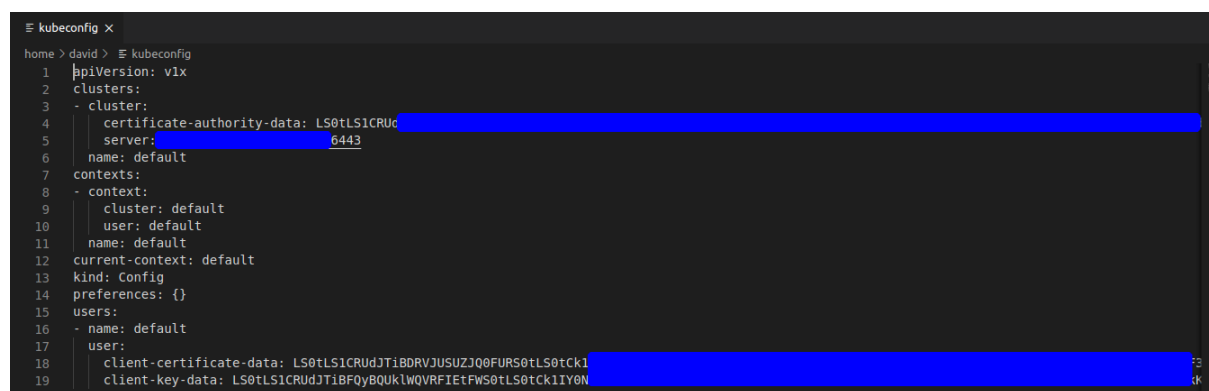 kubeconfig ×
home > david > kubeconfig
1 apiVersion: v1x
2 clusters:
3 - cluster:
4 certificate-authority-data: LS0tLS1CRUd
5 server: 6443
6 name: default
7 contexts:
8 - context:
9 cluster: default
10 user: default
11 name: default
12 current-context: default
13 kind: Config
14 preferences: {}
15 users:
16 - name: default
17 user:
18 client-certificate-data: LS0tLS1CRUdJTiBDRVJUSUZJQ0FURS0tLS0tCk1
19 client-key-data: LS0tLS1CRUdJTiBFQyBQUklWQVRFIEtFWS0tLS0tCk1IY0N